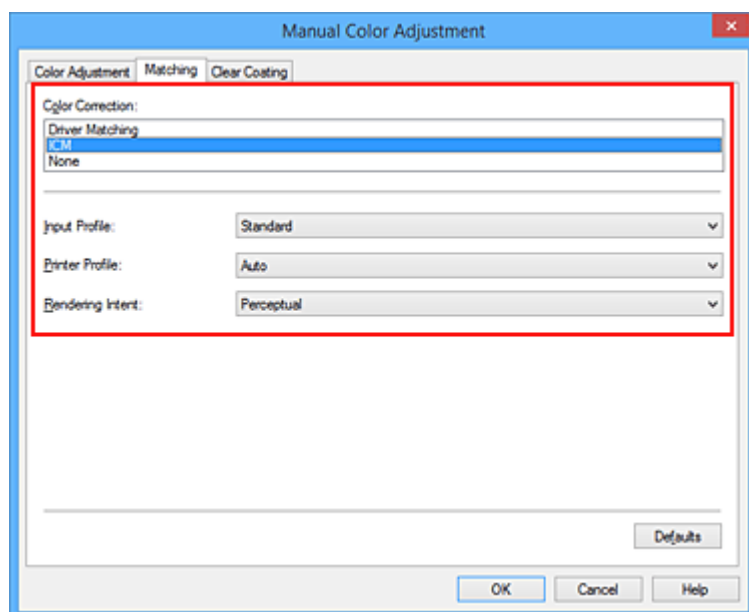 Manual Color Adjustment
Color Adjustment Matching Clear Coating
Color Correction:
Driver Matching
ICM
None
Input Profile: Standard
Printer Profile: Auto
Rendering Intent: Perceptual
Defaults
OK Cancel Help